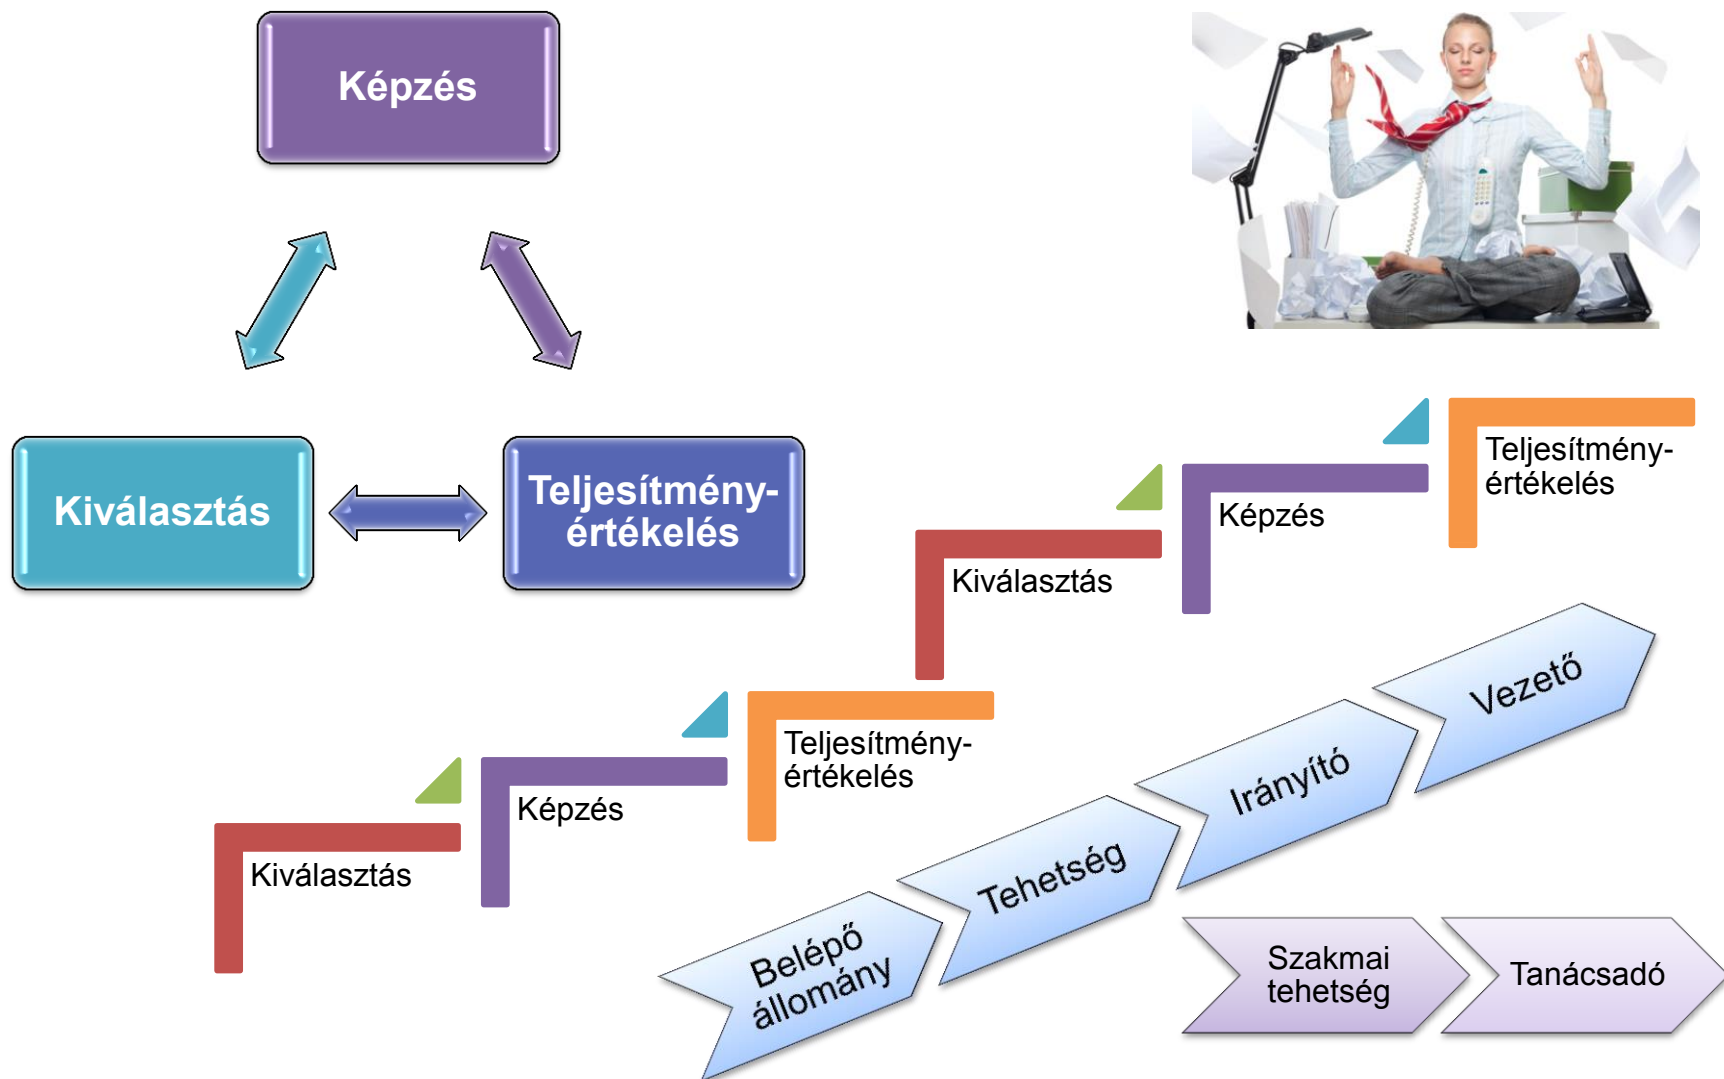 Képzés
Kiválasztás
Teljesítmény-
értékelés
Teljesítmény-
értékelés
Képzés
Kiválasztás
Teljesítmény-
értékelés
Képzés
Kiválasztás
Belépő
állomány
Tehetség
Irányító
Vezető
Szakmai
tehetség
Tanácsadó